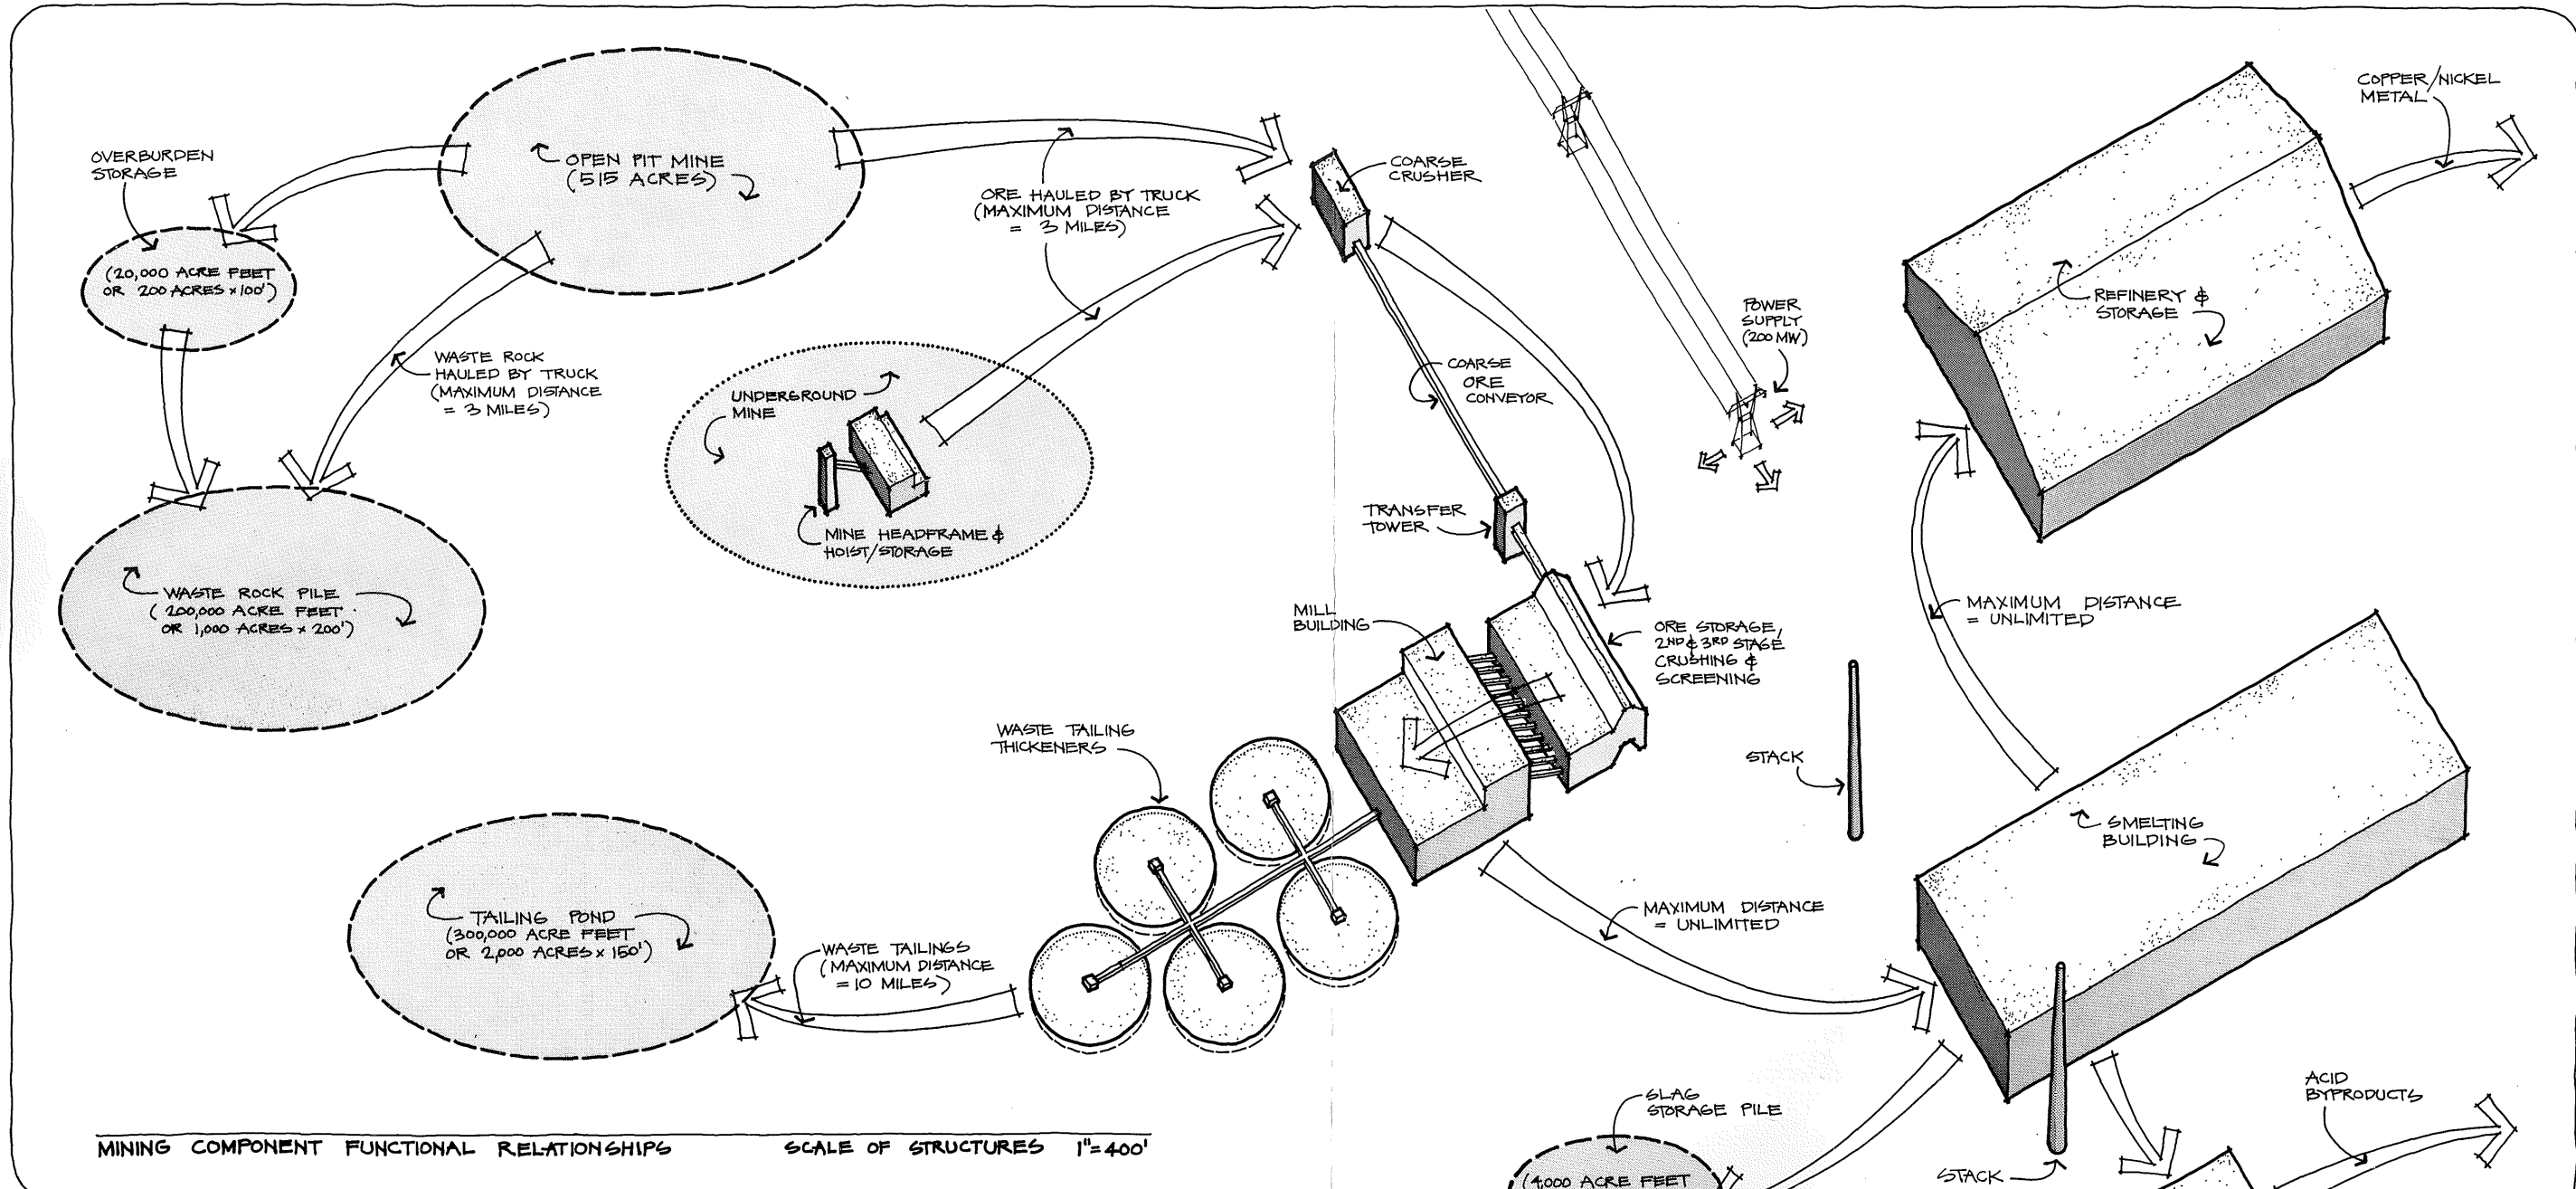 OVERBURDEN
STORAGE
(20,000 ACRE FEET
OR 200 ACRES x 100')
OPEN PIT MINE
(515 ACRES)
WASTE ROCK
HAULED BY TRUCK
(MAXIMUM DISTANCE
= 3 MILES)
WASTE ROCK PILE
(200,000 ACRE FEET
OR 1,000 ACRES x 200')
ORE HAULED BY TRUCK
(MAXIMUM DISTANCE
= 3 MILES)
UNDERGROUND
MINE
MINE HEADFRAME &
HOIST/STORAGE
COARSE
CRUSHER
COARSE
ORE
CONVEYOR
POWER
SUPPLY
(200 MW)
TRANSFER
TOWER
MILL
BUILDING
ORE STORAGE,
2ND & 3RD STAGE
CRUSHING &
SCREENING
WASTE TAILING
THICKENERS
TAILING POND
(300,000 ACRE FEET
OR 2,000 ACRES x 150')
WASTE TAILINGS
(MAXIMUM DISTANCE
= 10 MILES)
COPPER/NICKEL
METAL
REFINERY &
STORAGE
MAXIMUM DISTANCE
= UNLIMITED
STACK
SMELTING
BUILDING
MAXIMUM DISTANCE
= UNLIMITED
SLAG
STORAGE PILE
(4,000 ACRE FEET
ACID
BYPRODUCTS
STACK
MINING COMPONENT FUNCTIONAL RELATIONSHIPS SCALE OF STRUCTURES 1"=400'